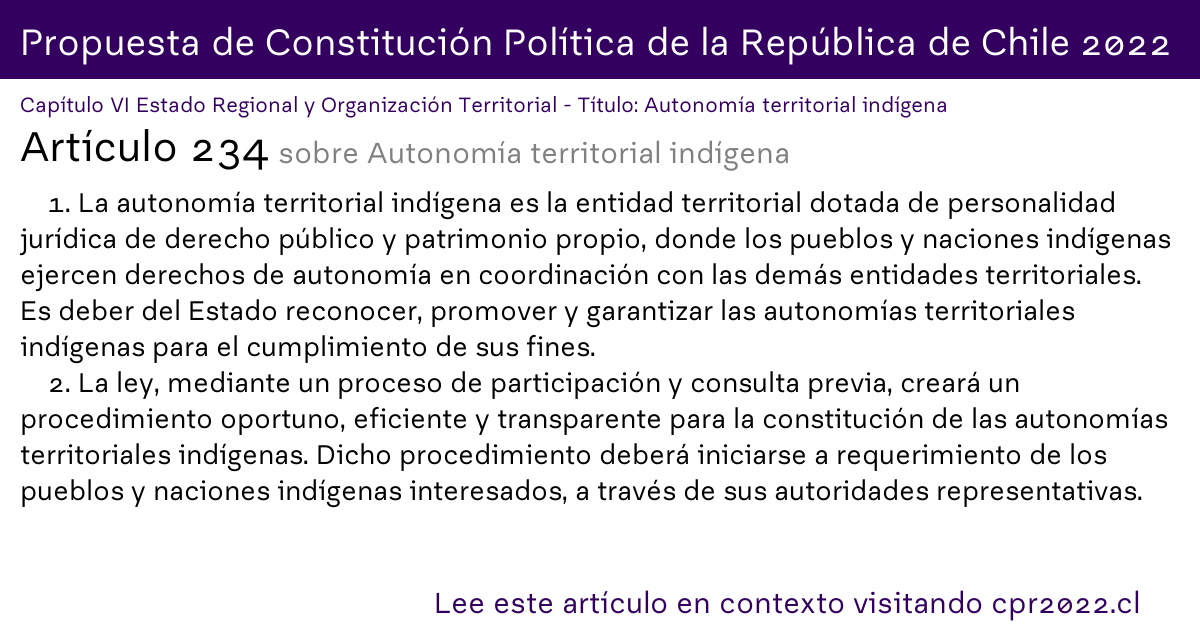 Propuesta de Constitución Política de la República de Chile 2022
Capítulo VI Estado Regional y Organización Territorial - Título: Autonomía territorial indígena
Artículo 234 sobre Autonomía territorial indígena
1. La autonomía territorial indígena es la entidad territorial dotada de personalidad
jurídica de derecho público y patrimonio propio, donde los pueblos y naciones indígenas
ejercen derechos de autonomía en coordinación con las demás entidades territoriales.
Es deber del Estado reconocer, promover y garantizar las autonomías territoriales
indígenas para el cumplimiento de sus fines.
2. La ley, mediante un proceso de participación y consulta previa, creará un
procedimiento oportuno, eficiente y transparente para la constitución de las autonomías
territoriales indígenas. Dicho procedimiento deberá iniciarse a requerimiento de los
pueblos y naciones indígenas interesados, a través de sus autoridades representativas.
Lee este artículo en contexto visitando cpr2022.cl